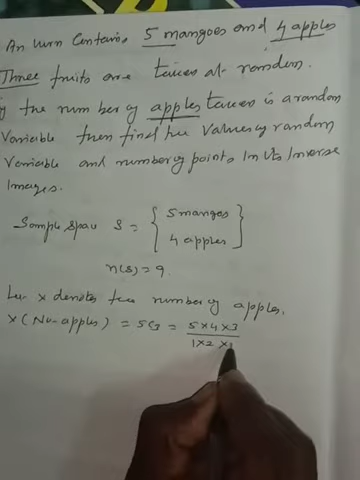 An urn Contains 5 mangoes and 4 apples
Three fruits are taken at random.
If the number of apples taken is a random
Variable then find the values of random
Variable and number of points in its Inverse
Images.
Sample Spau S = { 5 mangos
4 apples }
n(s) = 9.
Let x denotes the number of apples.
X (No-apples) = 5C3 = 5 x 4 x 3
1 x 2 x 3